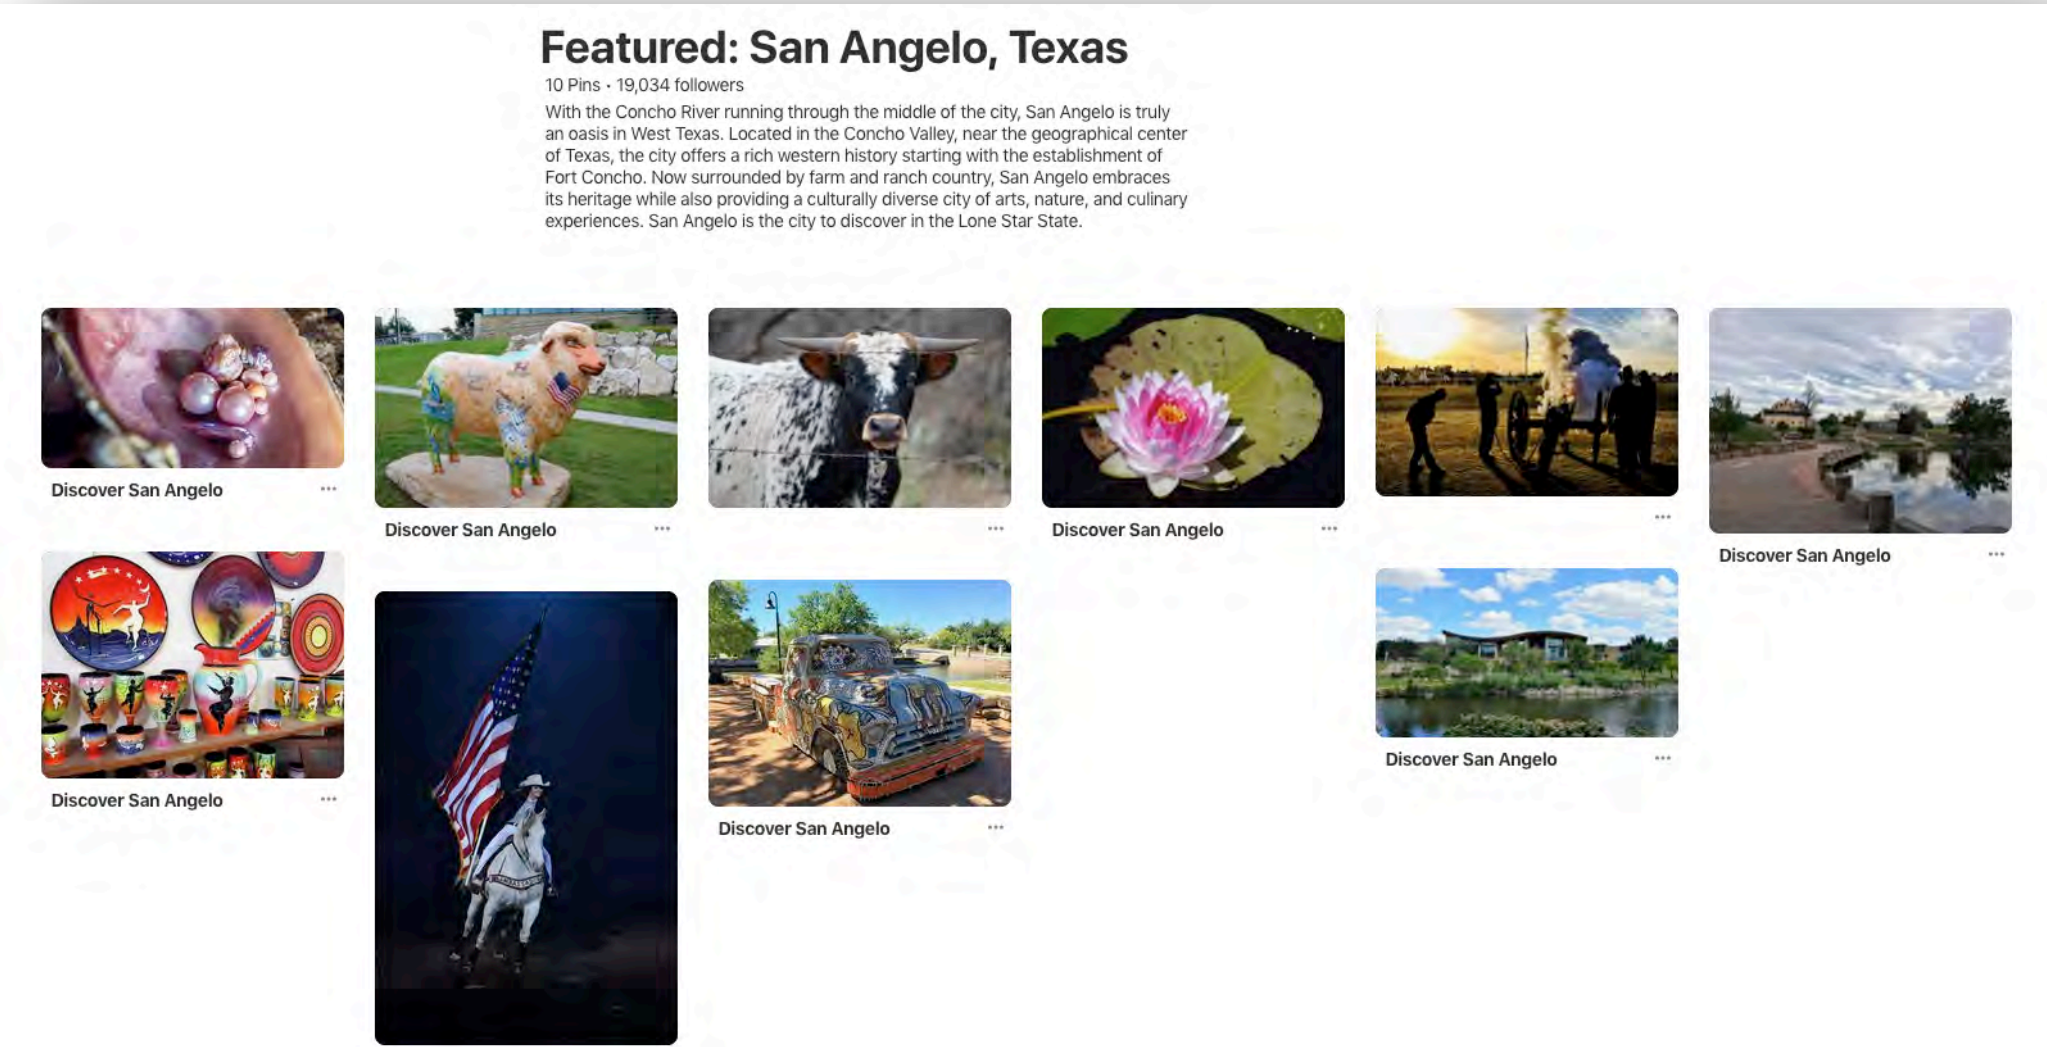 Featured: San Angelo, Texas
10 Pins • 19,034 followers
With the Concho River running through the middle of the city, San Angelo is truly
an oasis in West Texas. Located in the Concho Valley, near the geographical center
of Texas, the city offers a rich western history starting with the establishment of
Fort Concho. Now surrounded by farm and ranch country, San Angelo embraces
its heritage while also providing a culturally diverse city of arts, nature, and culinary
experiences. San Angelo is the city to discover in the Lone Star State.
Discover San Angelo
Discover San Angelo
Discover San Angelo
Discover San Angelo
Discover San Angelo
Discover San Angelo
Discover San Angelo